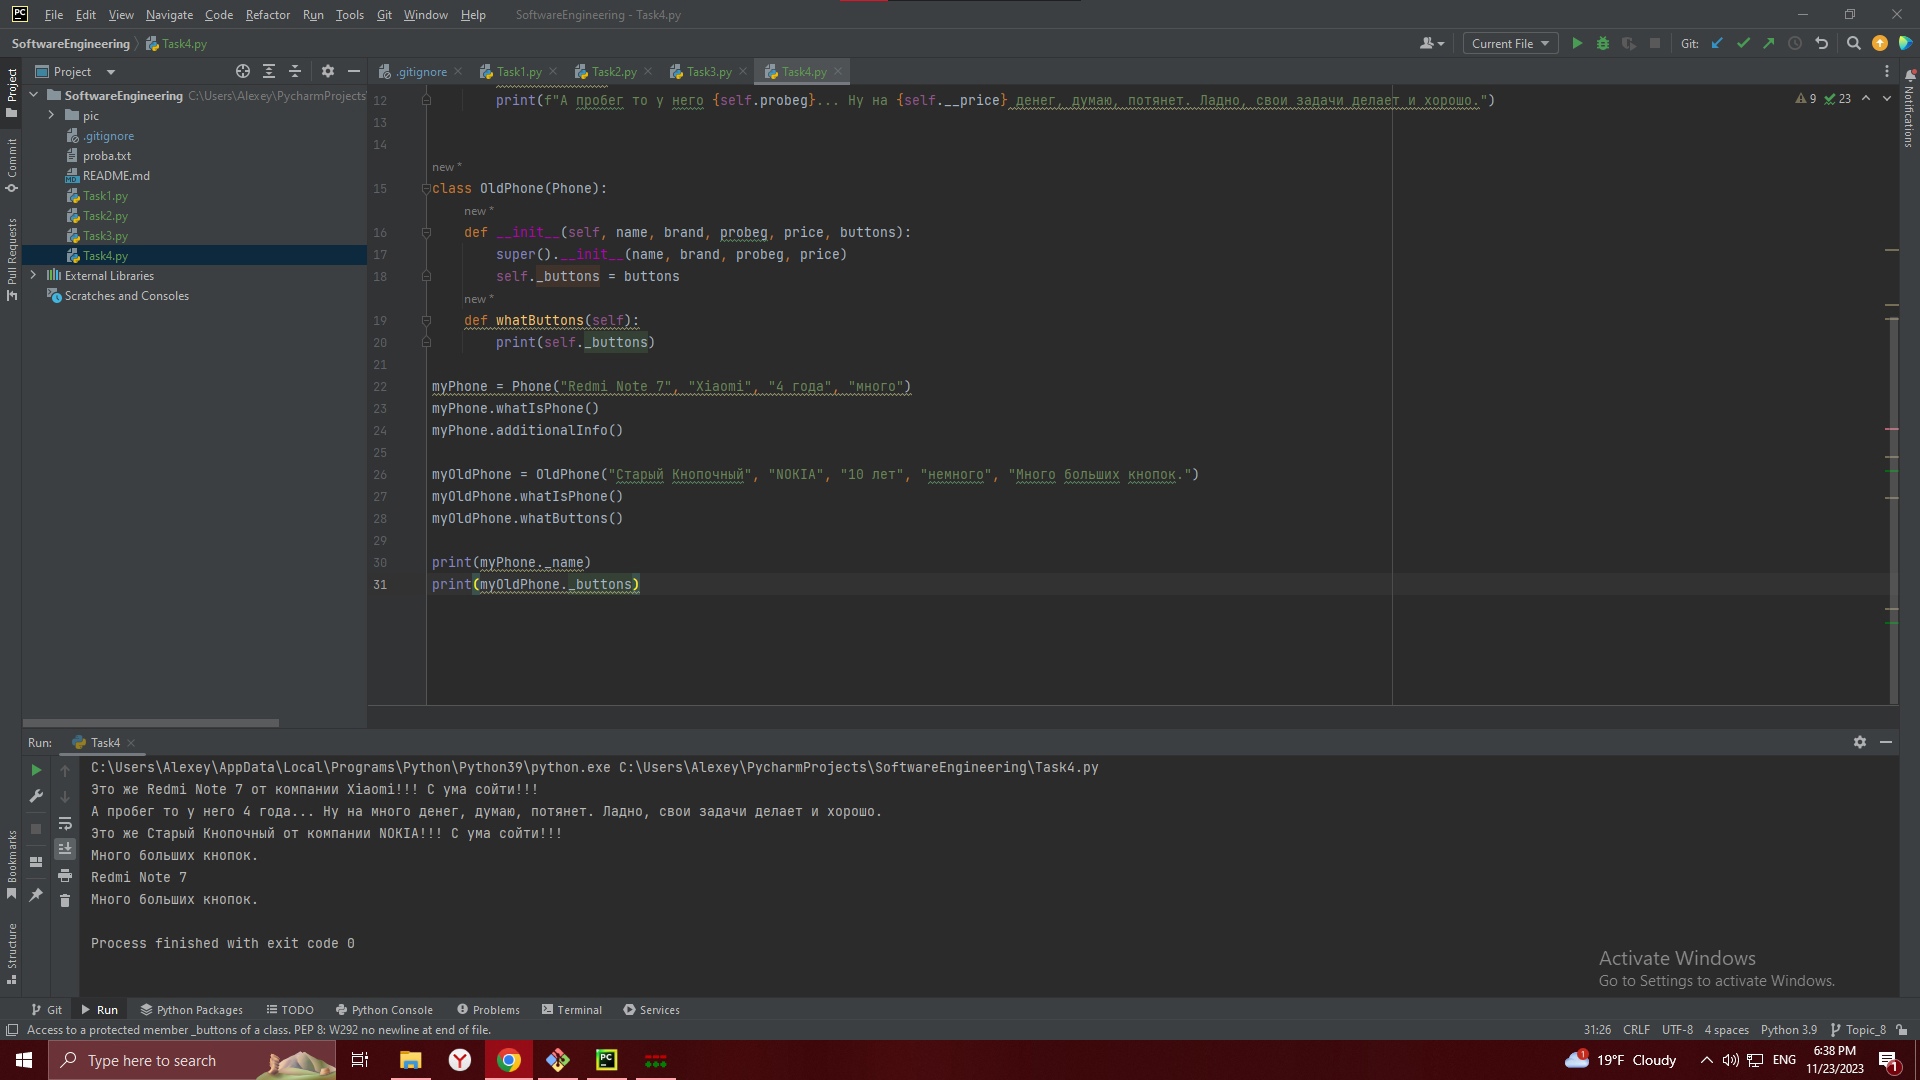 PC File Edit View Navigate Code Refactor Run Tools Git Window Help SoftwareEngineering - Task4.py
SoftwareEngineering Task4.py Current File Git:
Project .gitignore Task1.py Task2.py Task3.py Task4.py
SoftwareEngineering C:\Users\Alexey\PycharmProjects
pic
.gitignore
proba.txt
README.md
Task1.py
Task2.py
Task3.py
Task4.py
External Libraries
Scratches and Consoles
Project
Commit
Pull Requests
Bookmarks
Structure
Notifications
9 23
12 print(f"А пробег то у него {self.probeg}... Ну на {self.__price} денег, думаю, потянет. Ладно, свои задачи делает и хорошо.")
13
14
new *
15 class OldPhone(Phone):
new *
16 def __init__(self, name, brand, probeg, price, buttons):
17 super().__init__(name, brand, probeg, price)
18 self._buttons = buttons
new *
19 def whatButtons(self):
20 print(self._buttons)
21
22 myPhone = Phone("Redmi Note 7", "Xiaomi", "4 года", "много")
23 myPhone.whatIsPhone()
24 myPhone.additionalInfo()
25
26 myOldPhone = OldPhone("Старый Кнопочный", "NOKIA", "10 лет", "немного", "Много больших кнопок.")
27 myOldPhone.whatIsPhone()
28 myOldPhone.whatButtons()
29
30 print(myPhone._name)
31 print(myOldPhone._buttons)
Run: Task4
C:\Users\Alexey\AppData\Local\Programs\Python\Python39\python.exe C:\Users\Alexey\PycharmProjects\SoftwareEngineering\Task4.py
Это же Redmi Note 7 от компании Xiaomi!!! С ума сойти!!!
А пробег то у него 4 года... Ну на много денег, думаю, потянет. Ладно, свои задачи делает и хорошо.
Это же Старый Кнопочный от компании NOKIA!!! С ума сойти!!!
Много больших кнопок.
Redmi Note 7
Много больших кнопок.
Process finished with exit code 0
Activate Windows
Go to Settings to activate Windows.
Git Run Python Packages TODO Python Console Problems Terminal Services
Access to a protected member _buttons of a class. PEP 8: W292 no newline at end of file. 31:26 CRLF UTF-8 4 spaces Python 3.9 Topic_8
Type here to search PC 1 19°F Cloudy ENG 6:38 PM 1
11/23/2023